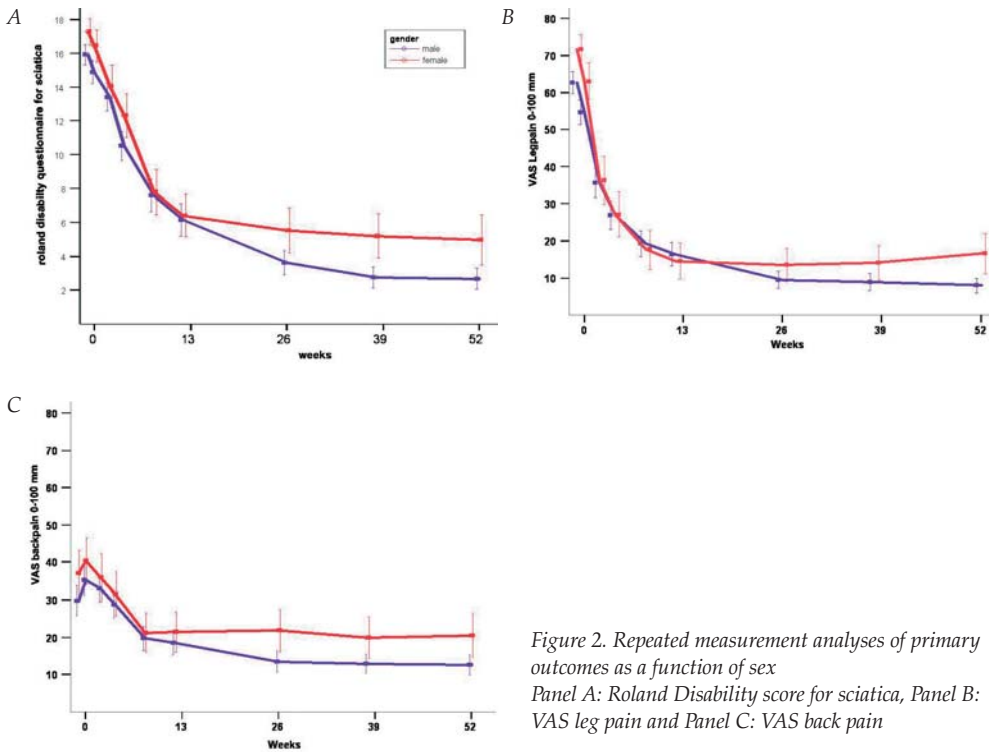 A
roland disability questionnaire for sciatica
18
16
14
12
10
8
6
4
2
gender
male
female
0 13 26 39 52
weeks
B
VAS Legpain 0-100 mm
80
70
60
50
40
30
20
10
0 13 26 39 52
Weeks
C
VAS backpain 0-100 mm
80
70
60
50
40
30
20
10
0 13 26 39 52
Weeks
Figure 2. Repeated measurement analyses of primary
outcomes as a function of sex
Panel A: Roland Disability score for sciatica, Panel B:
VAS leg pain and Panel C: VAS back pain